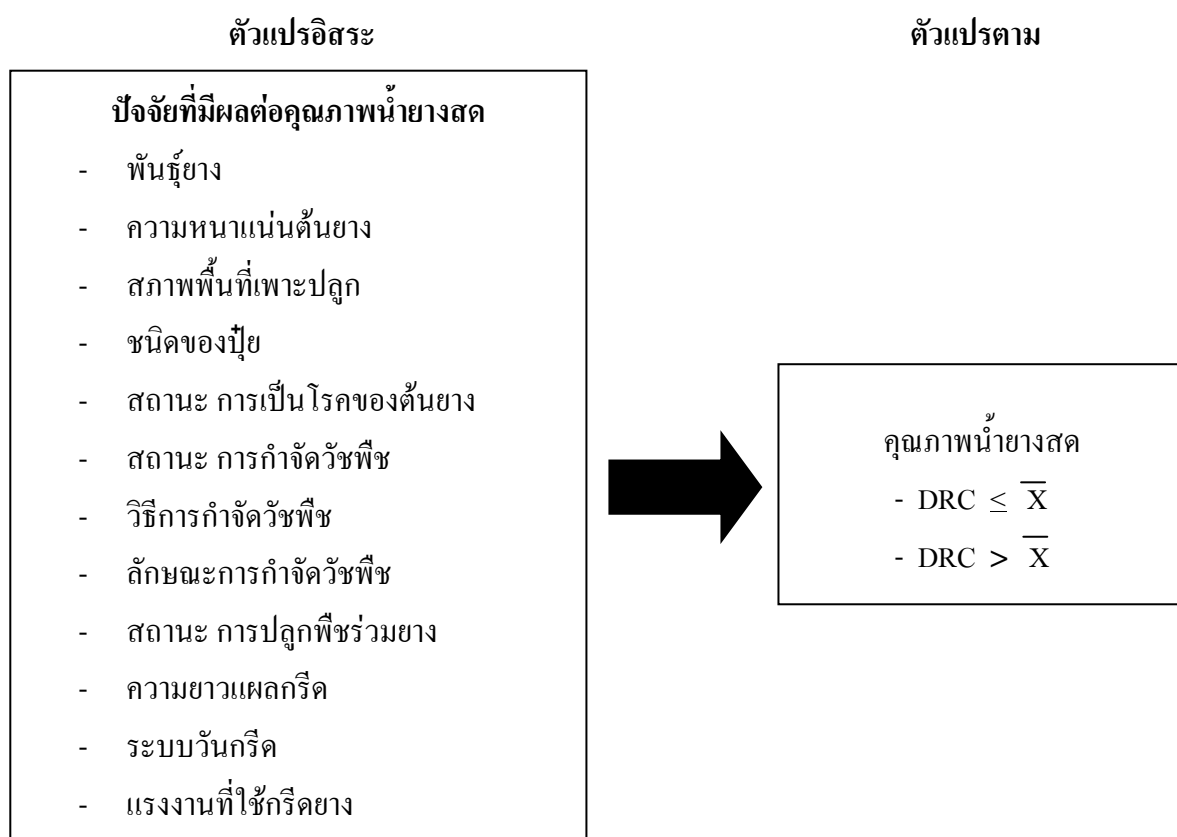 ตัวแปรอิสระ
ตัวแปรตาม
ปัจจัยที่มีผลต่อคุณภาพน้ำยางสด
- พันธุ์ยาง
- ความหนาแน่นต้นยาง
- สภาพพื้นที่เพาะปลูก
- ชนิดของปุ๋ย
- สถานะ การเป็นโรคของต้นยาง
- สถานะ การกำจัดวัชพืช
- วิธีการกำจัดวัชพืช
- ลักษณะการกำจัดวัชพืช
- สถานะ การปลูกพืชร่วมยาง
- ความยาวแผลกรีด
- ระบบวันกรีด
- แรงงานที่ใช้กรีดยาง
คุณภาพน้ำยางสด
- DRC ≤ X̅
- DRC > X̅